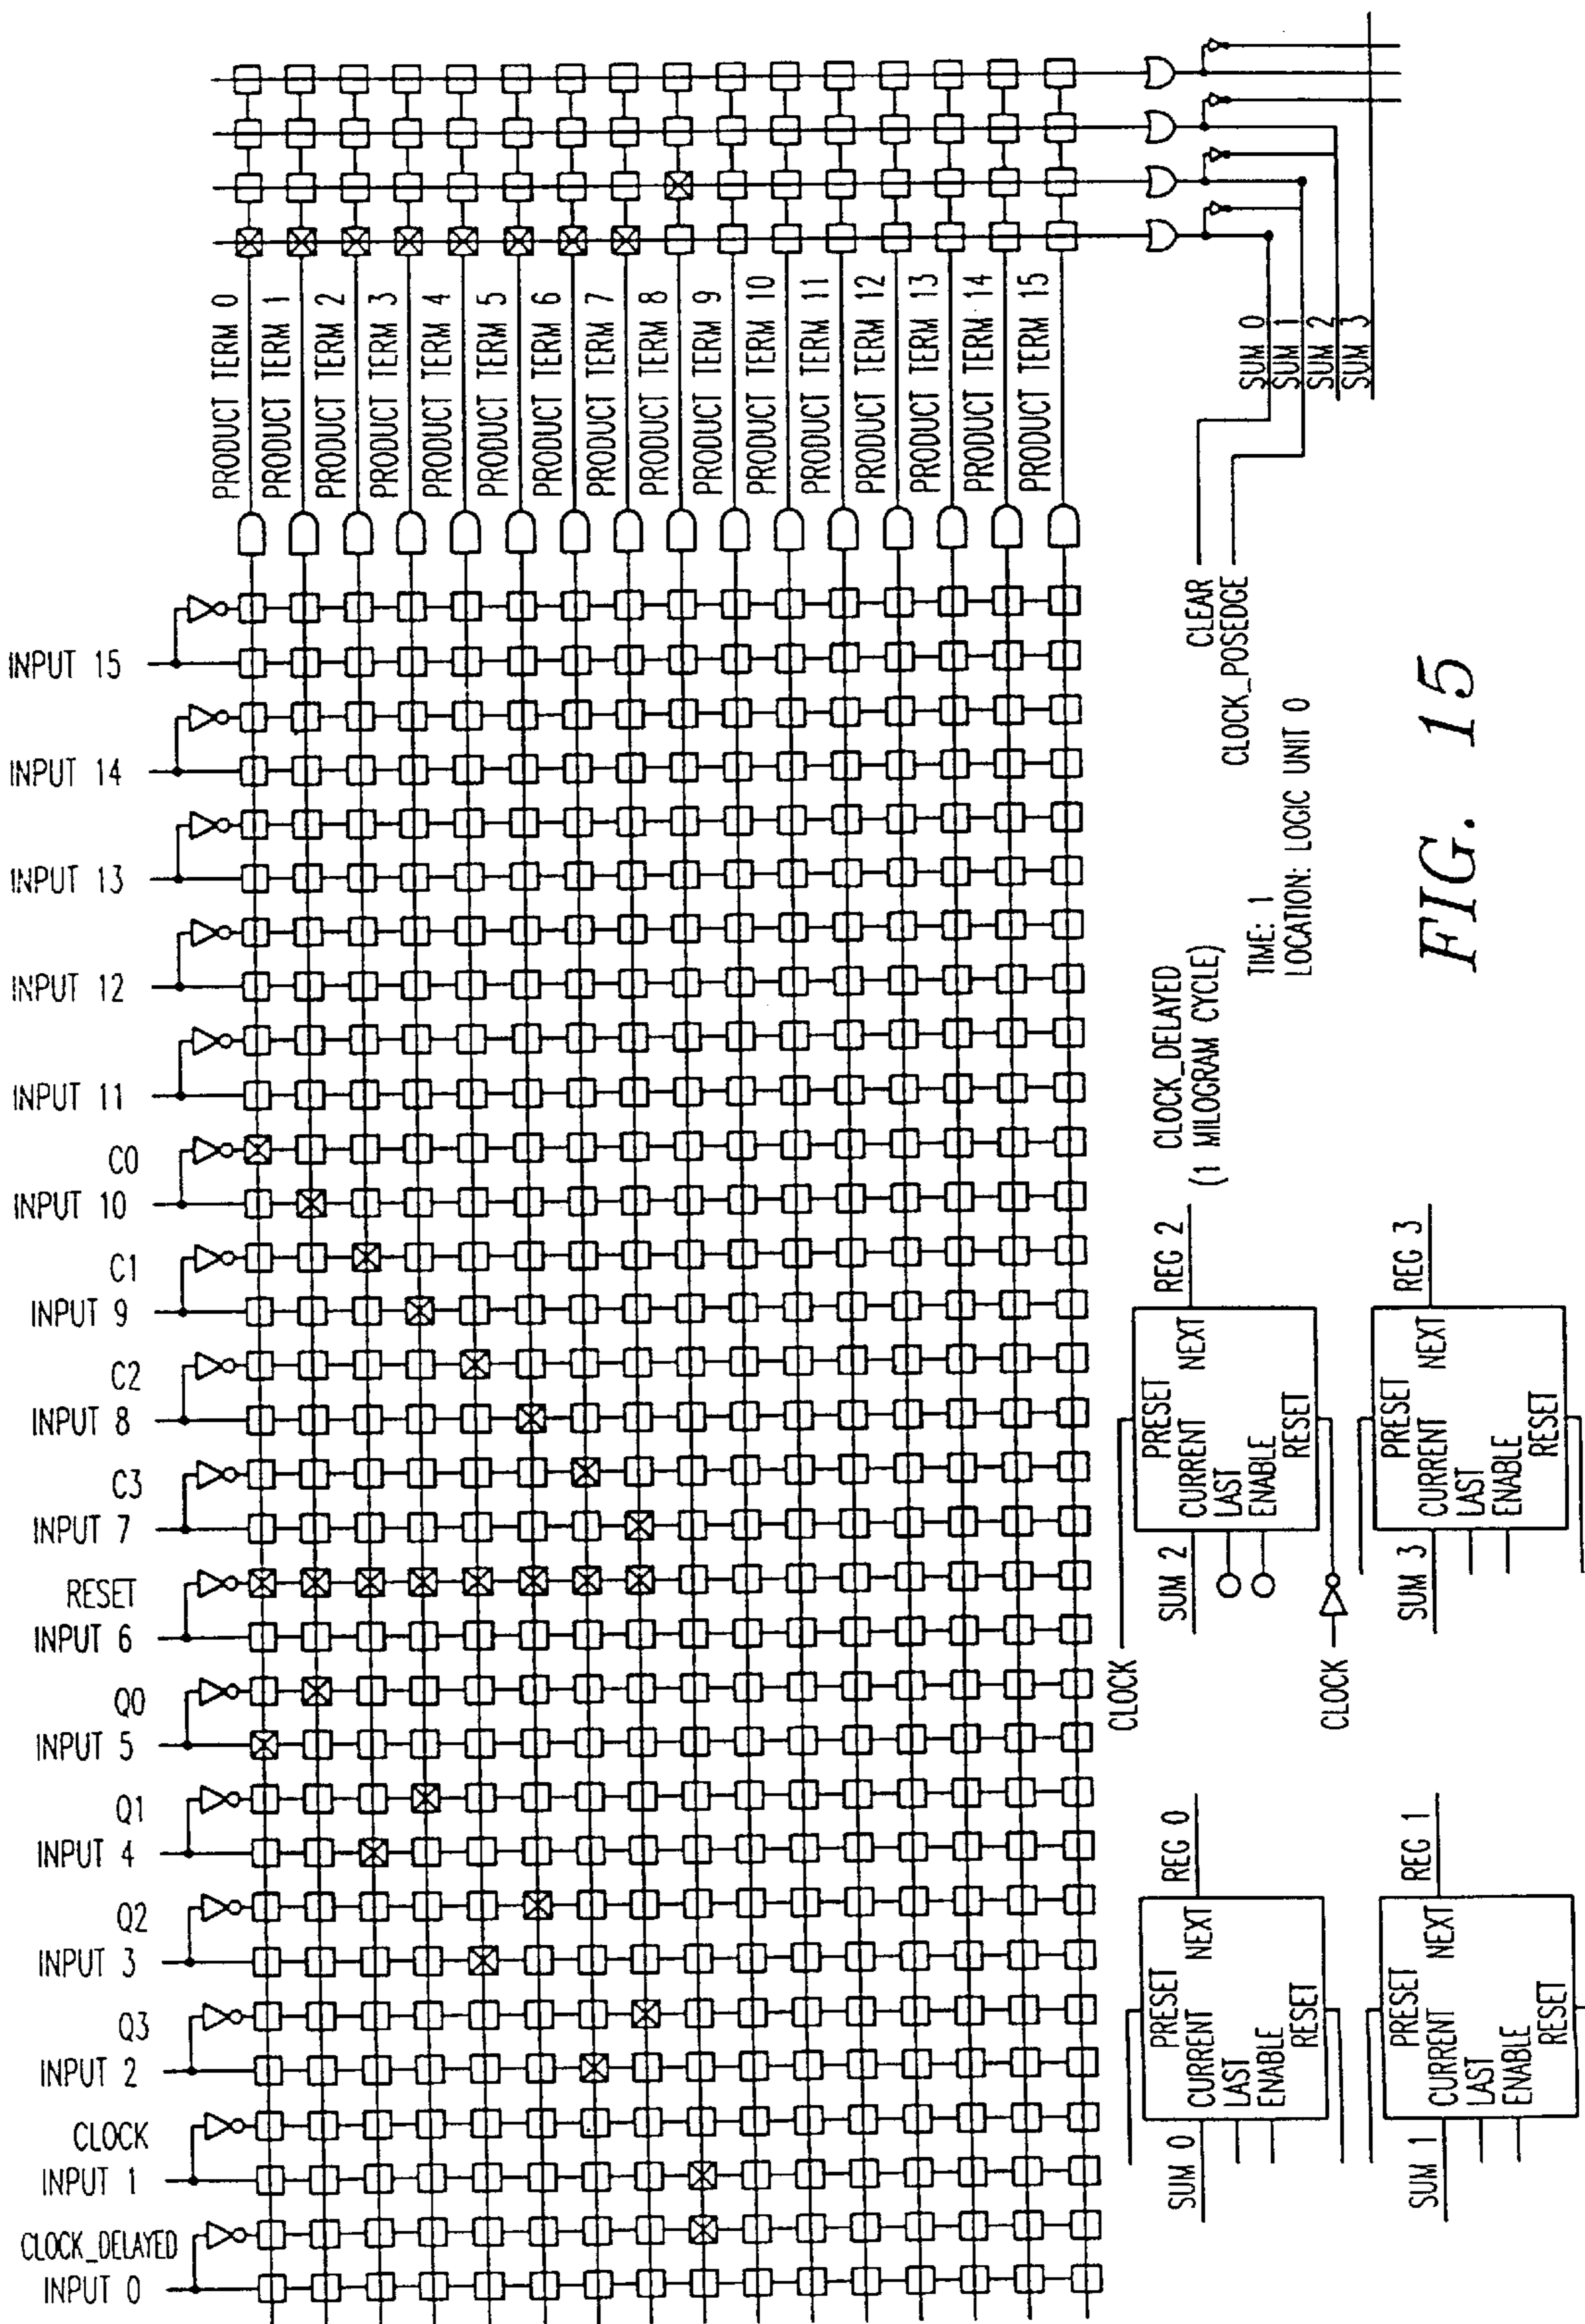 INPUT 15
INPUT 14
INPUT 13
INPUT 12
INPUT 11
C0
INPUT 10
C1
INPUT 9
C2
INPUT 8
C3
INPUT 7
RESET
INPUT 6
Q0
INPUT 5
Q1
INPUT 4
Q2
INPUT 3
Q3
INPUT 2
CLOCK
INPUT 1
CLOCK_DELAYED
INPUT 0
PRODUCT TERM 0
PRODUCT TERM 1
PRODUCT TERM 2
PRODUCT TERM 3
PRODUCT TERM 4
PRODUCT TERM 5
PRODUCT TERM 6
PRODUCT TERM 7
PRODUCT TERM 8
PRODUCT TERM 9
PRODUCT TERM 10
PRODUCT TERM 11
PRODUCT TERM 12
PRODUCT TERM 13
PRODUCT TERM 14
PRODUCT TERM 15
SUM 0
SUM 1
SUM 2
SUM 3
CLEAR
CLOCK_POSEDGE
CLOCK_DELAYED
(1 MILOGRAM CYCLE)
TIME: 1
LOCATION: LOGIC UNIT 0
SUM 0
PRESET
CURRENT NEXT
LAST
ENABLE
RESET
REG 0
SUM 1
PRESET
CURRENT NEXT
LAST
ENABLE
RESET
REG 1
CLOCK
SUM 2
PRESET
CURRENT NEXT
LAST
ENABLE
RESET
REG 2
CLOCK
SUM 3
PRESET
CURRENT NEXT
LAST
ENABLE
RESET
REG 3
FIG. 15